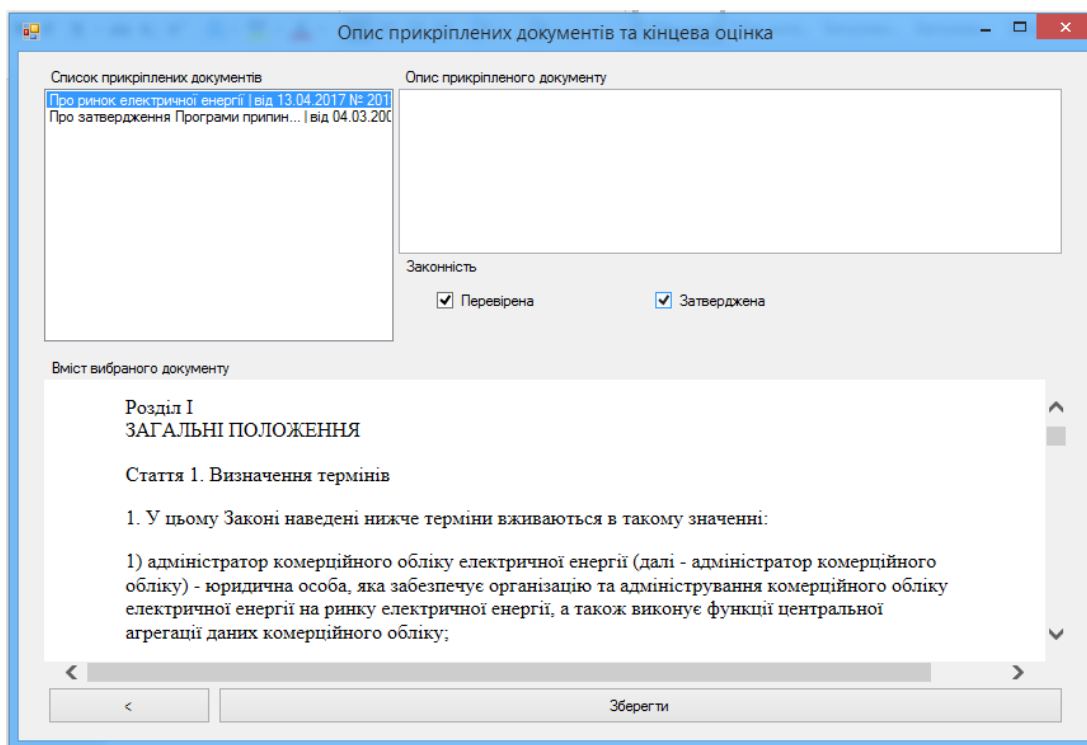 Опис прикріплених документів та кінцева оцінка
Список прикріплених документів
Опис прикріпленого документу
Про ринок електричної енергії | від 13.04.2017 № 201
Про затвердження Програми припин... | від 04.03.200
Законність
Перевірена
Затверджена
Вміст вибраного документу
Розділ I
ЗАГАЛЬНІ ПОЛОЖЕННЯ
Стаття 1. Визначення термінів
1. У цьому Законі наведені нижче терміни вживаються в такому значенні:
1) адміністратор комерційного обліку електричної енергії (далі - адміністратор комерційного
обліку) - юридична особа, яка забезпечує організацію та адміністрування комерційного обліку
електричної енергії на ринку електричної енергії, а також виконує функції центральної
агрегації даних комерційного обліку;
<
Зберегти